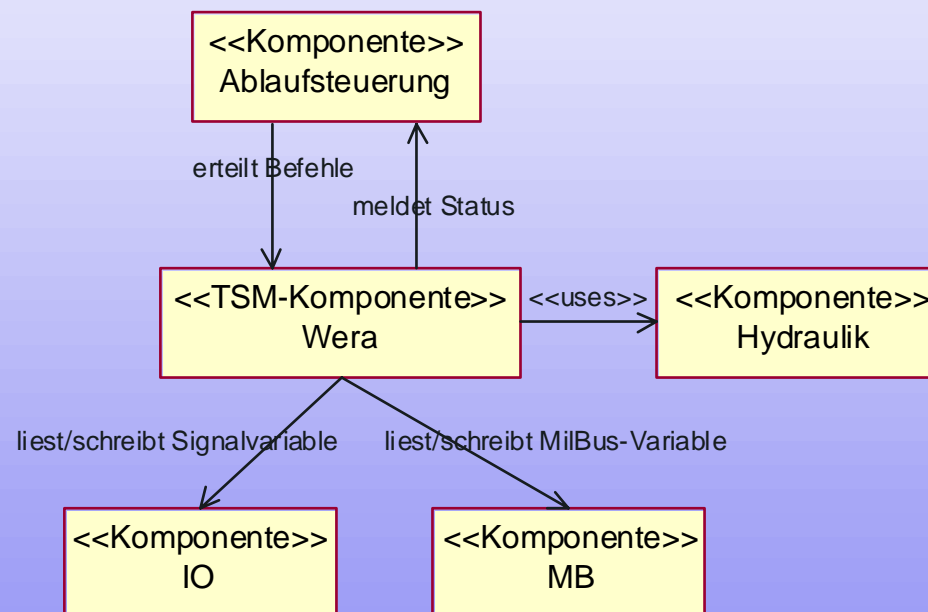 <<Komponente>>
Ablaufsteuerung
erteilt Befehle
meldet Status
<<TSM-Komponente>>
Wera
<<uses>>
<<Komponente>>
Hydraulik
liest/schreibt Signalvariable
liest/schreibt MilBus-Variable
<<Komponente>>
IO
<<Komponente>>
MB